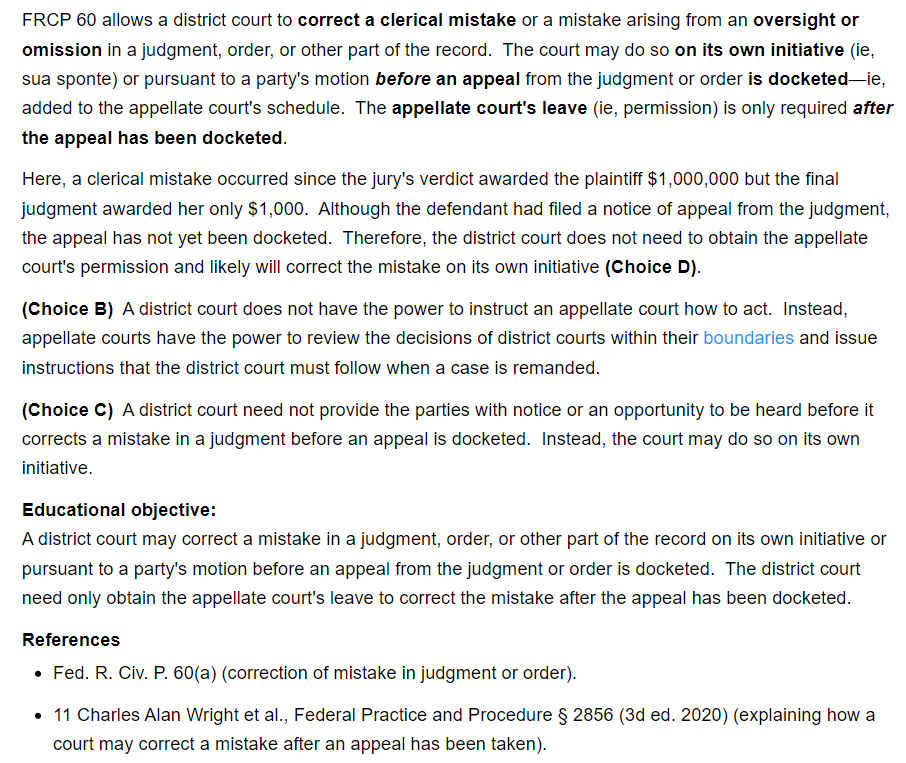 FRCP 60 allows a district court to correct a clerical mistake or a mistake arising from an oversight or
omission in a judgment, order, or other part of the record.  The court may do so on its own initiative (ie,
sua sponte) or pursuant to a party's motion before an appeal from the judgment or order is docketed—ie,
added to the appellate court's schedule.  The appellate court's leave (ie, permission) is only required after
the appeal has been docketed.
Here, a clerical mistake occurred since the jury's verdict awarded the plaintiff $1,000,000 but the final
judgment awarded her only $1,000.  Although the defendant had filed a notice of appeal from the judgment,
the appeal has not yet been docketed.  Therefore, the district court does not need to obtain the appellate
court's permission and likely will correct the mistake on its own initiative (Choice D).
(Choice B)  A district court does not have the power to instruct an appellate court how to act.  Instead,
appellate courts have the power to review the decisions of district courts within their boundaries and issue
instructions that the district court must follow when a case is remanded.
(Choice C)  A district court need not provide the parties with notice or an opportunity to be heard before it
corrects a mistake in a judgment before an appeal is docketed.  Instead, the court may do so on its own
initiative.
Educational objective:
A district court may correct a mistake in a judgment, order, or other part of the record on its own initiative or
pursuant to a party's motion before an appeal from the judgment or order is docketed.  The district court
need only obtain the appellate court's leave to correct the mistake after the appeal has been docketed.
References
• Fed. R. Civ. P. 60(a) (correction of mistake in judgment or order).
• 11 Charles Alan Wright et al., Federal Practice and Procedure § 2856 (3d ed. 2020) (explaining how a
court may correct a mistake after an appeal has been taken).